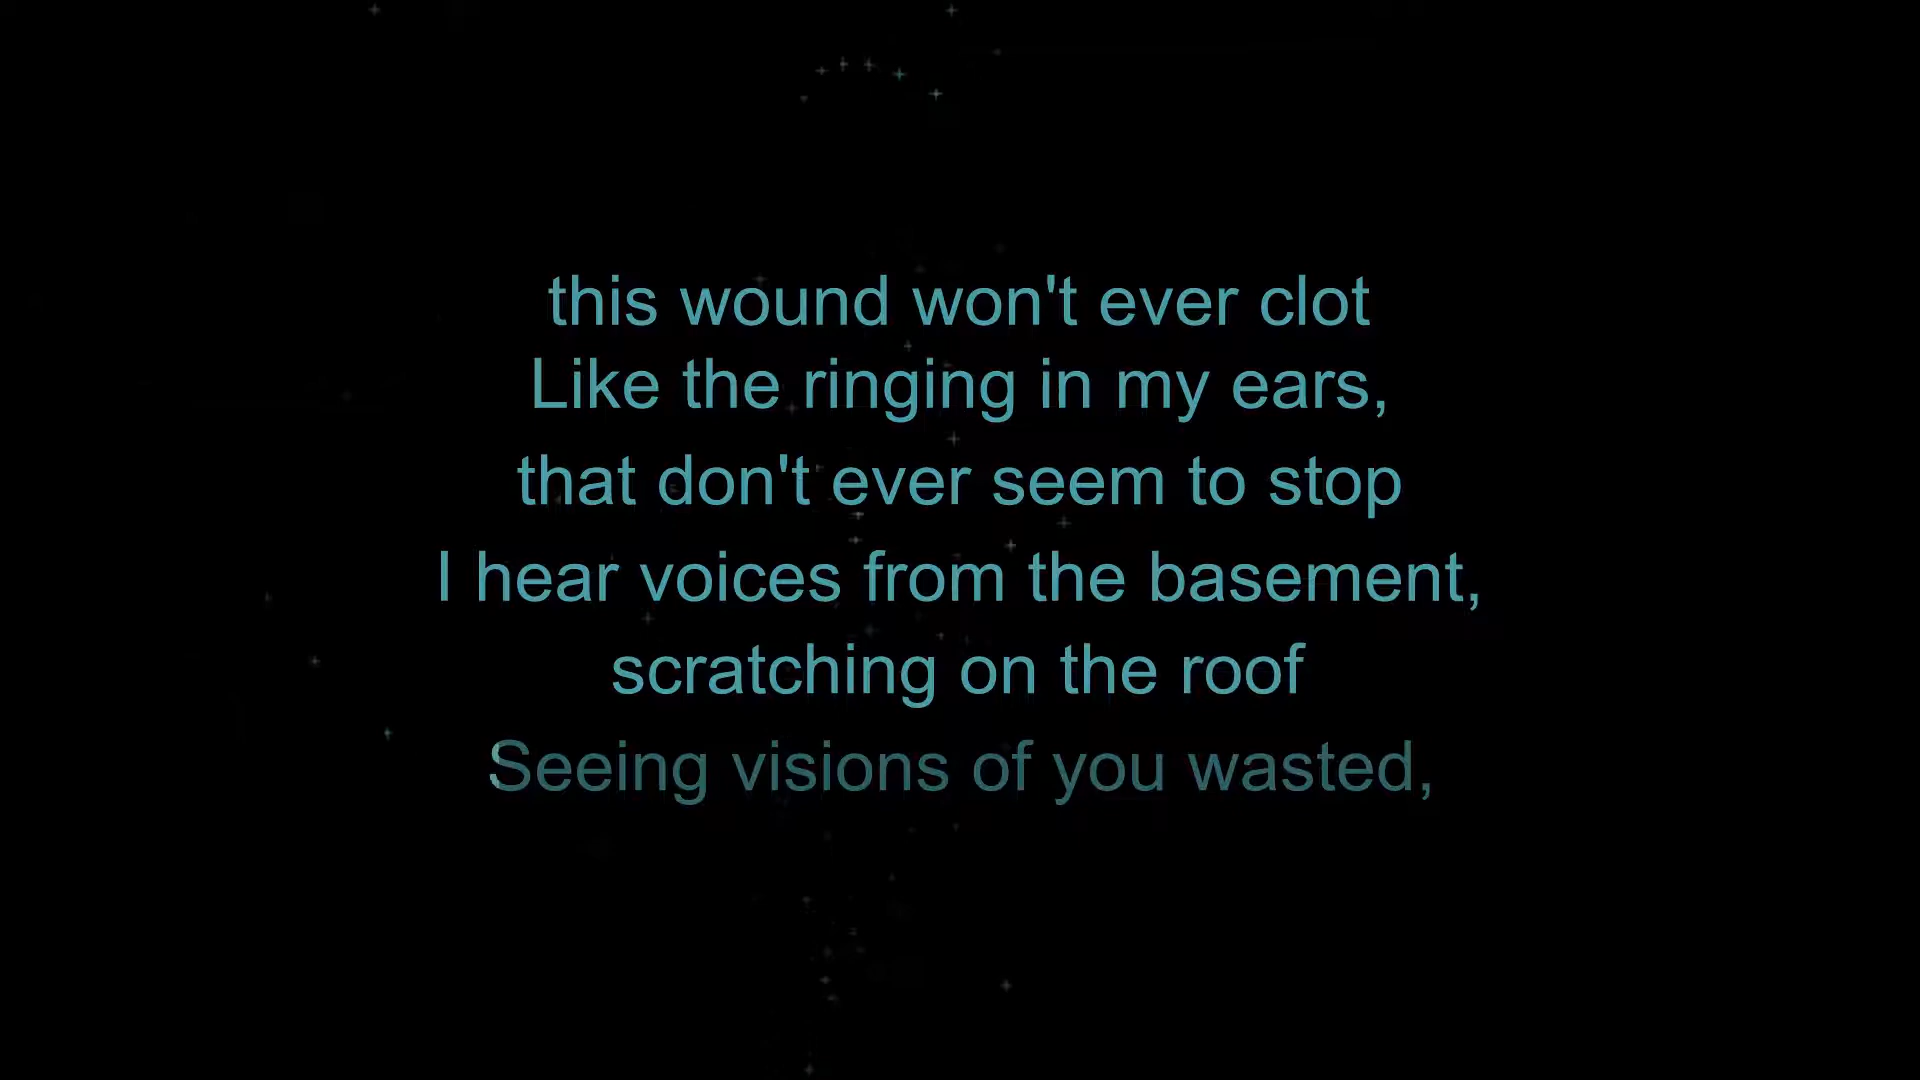 this wound won't ever clot
Like the ringing in my ears,
that don't ever seem to stop
I hear voices from the basement,
scratching on the roof
Seeing visions of you wasted,